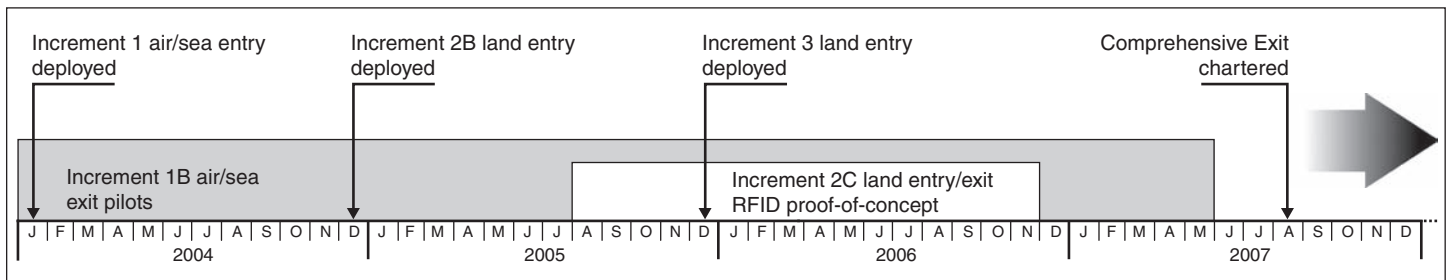 Increment 1 air/sea entry
deployed
Increment 2B land entry
deployed
Increment 3 land entry
deployed
Comprehensive Exit
chartered
Increment 1B air/sea
exit pilots
Increment 2C land entry/exit
RFID proof-of-concept
J F M A M J J A S O N D J F M A M J J A S O N D J F M A M J J A S O N D J F M A M J J A S O N D
2004 2005 2006 2007